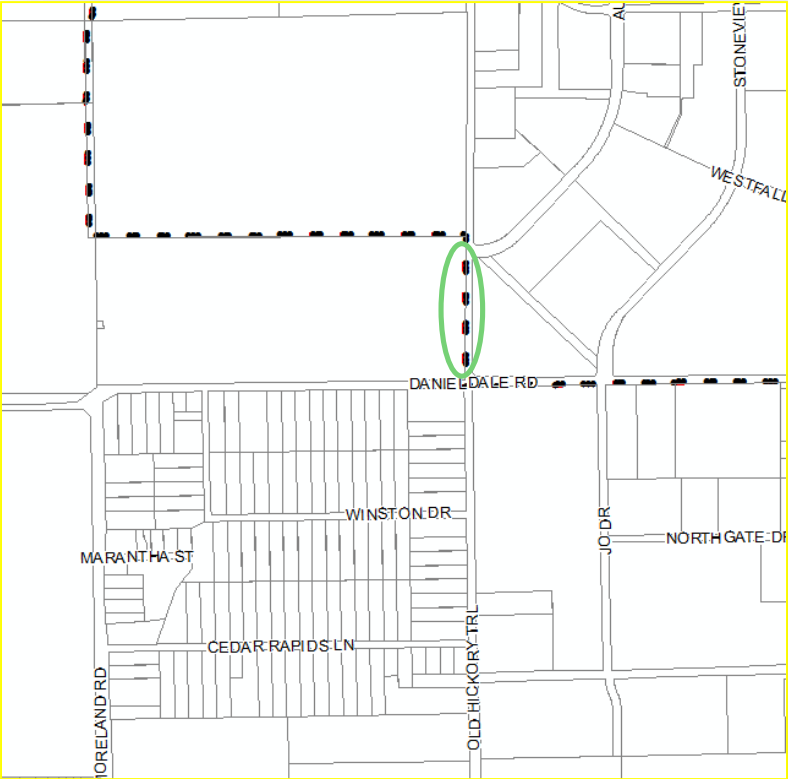 STONEVIEW
WESTFALL
DANIELDALE RD
WINSTON DR
JO DR
NORTHGATE DR
MARANTHA ST
CEDAR RAPIDS LN
OLD HICKORY TRL
MORELAND RD